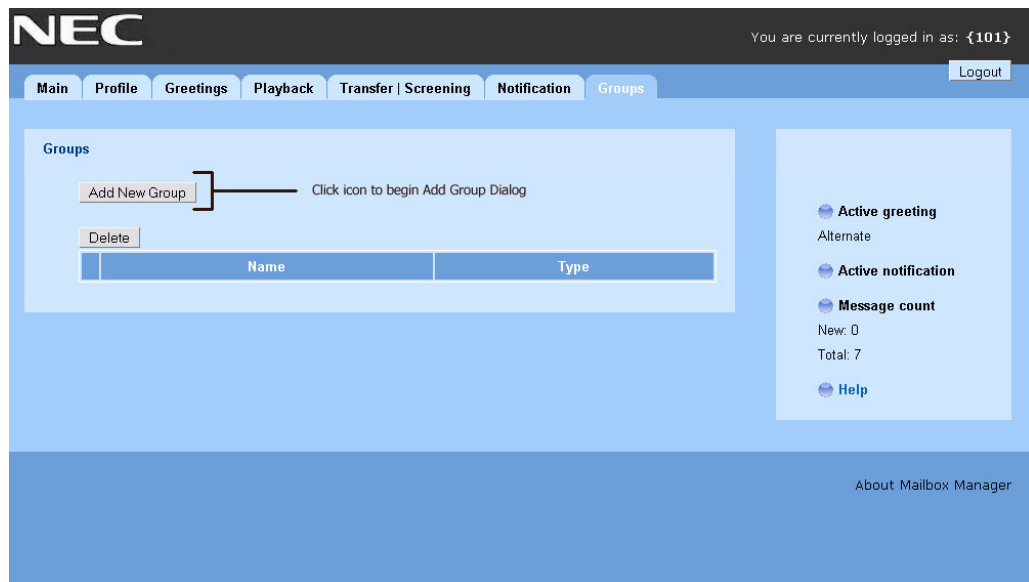 NEC
You are currently logged in as: {101}
Logout
Main Profile Greetings Playback Transfer | Screening Notification Groups
Groups
Add New Group
Click icon to begin Add Group Dialog
Delete
Name Type
Active greeting
Alternate
Active notification
Message count
New: 0
Total: 7
Help
About Mailbox Manager